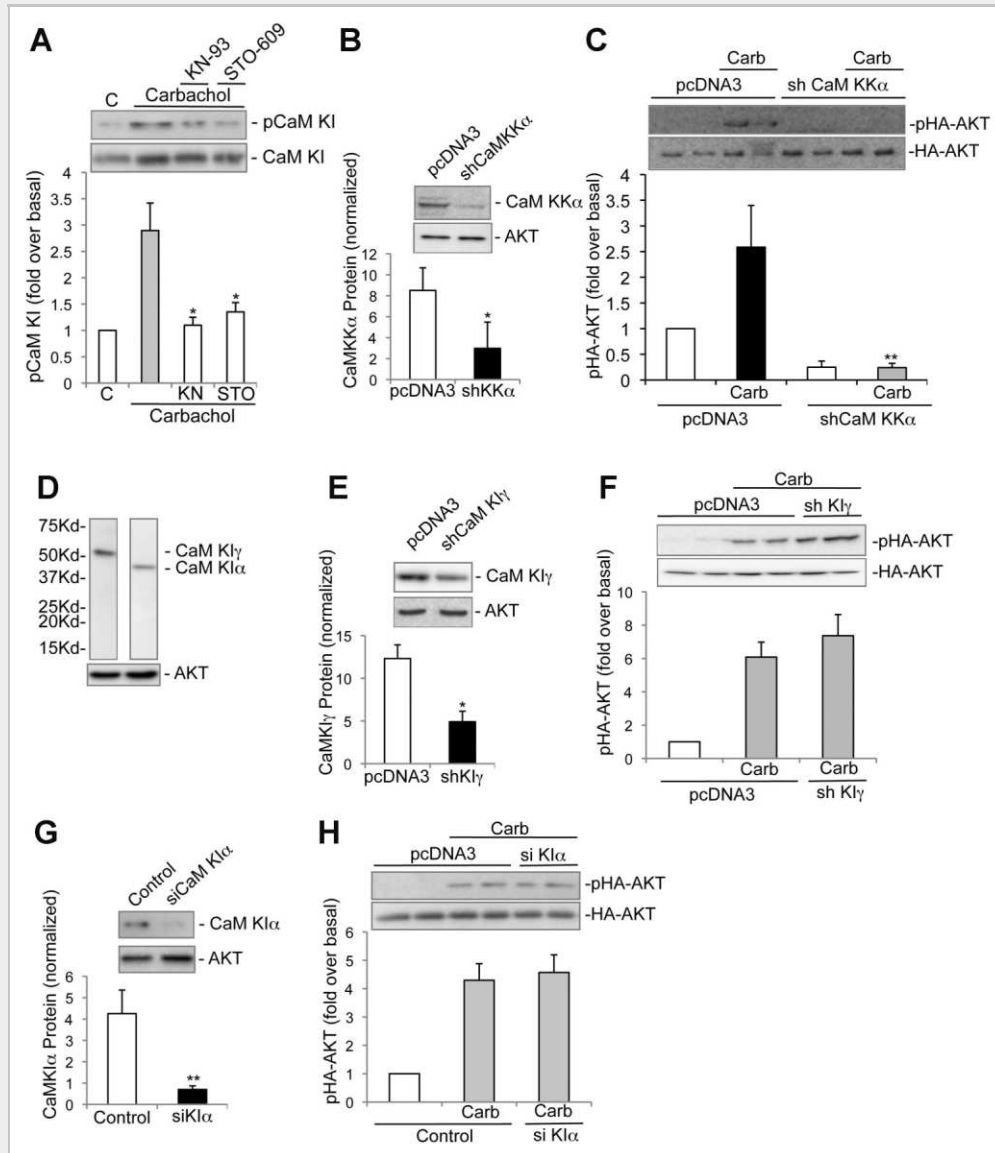 A
KN-93
STO-609
C
Carbachol
-pCaM KI
-CaM KI
pCaM KI (fold over basal)
4
3.5
3
2.5
2
1.5
1
0.5
0
*
*
C
KN
STO
Carbachol
B
pcDNA3
shCaMKKα
- CaM KKα
- AKT
CaMKKα Protein (normalized)
12
10
8
6
4
2
0
*
pcDNA3
shKKα
C
Carb
Carb
pcDNA3
sh CaM KKα
-pHA-AKT
-HA-AKT
pHA-AKT (fold over basal)
4
3.5
3
2.5
2
1.5
1
0.5
0
**
Carb
Carb
pcDNA3
shCaM KKα
D
75Kd-
50Kd-
37Kd-
25Kd-
20Kd-
15Kd-
- CaM KIγ
- CaM KIα
- AKT
E
pcDNA3
shCaM KIγ
- CaM KIγ
- AKT
CaMKIγ Protein (normalized)
15
10
5
0
*
pcDNA3
shKIγ
F
Carb
pcDNA3
sh KIγ
-pHA-AKT
-HA-AKT
pHA-AKT (fold over basal)
10
8
6
4
2
0
Carb
Carb
pcDNA3
sh KIγ
G
Control
siCaM KIα
- CaM KIα
- AKT
CaMKIα Protein (normalized)
6
5
4
3
2
1
0
**
Control
siKIα
H
Carb
pcDNA3
si KIα
-pHA-AKT
-HA-AKT
pHA-AKT (fold over basal)
6
5
4
3
2
1
0
Carb
Carb
Control
si KIα